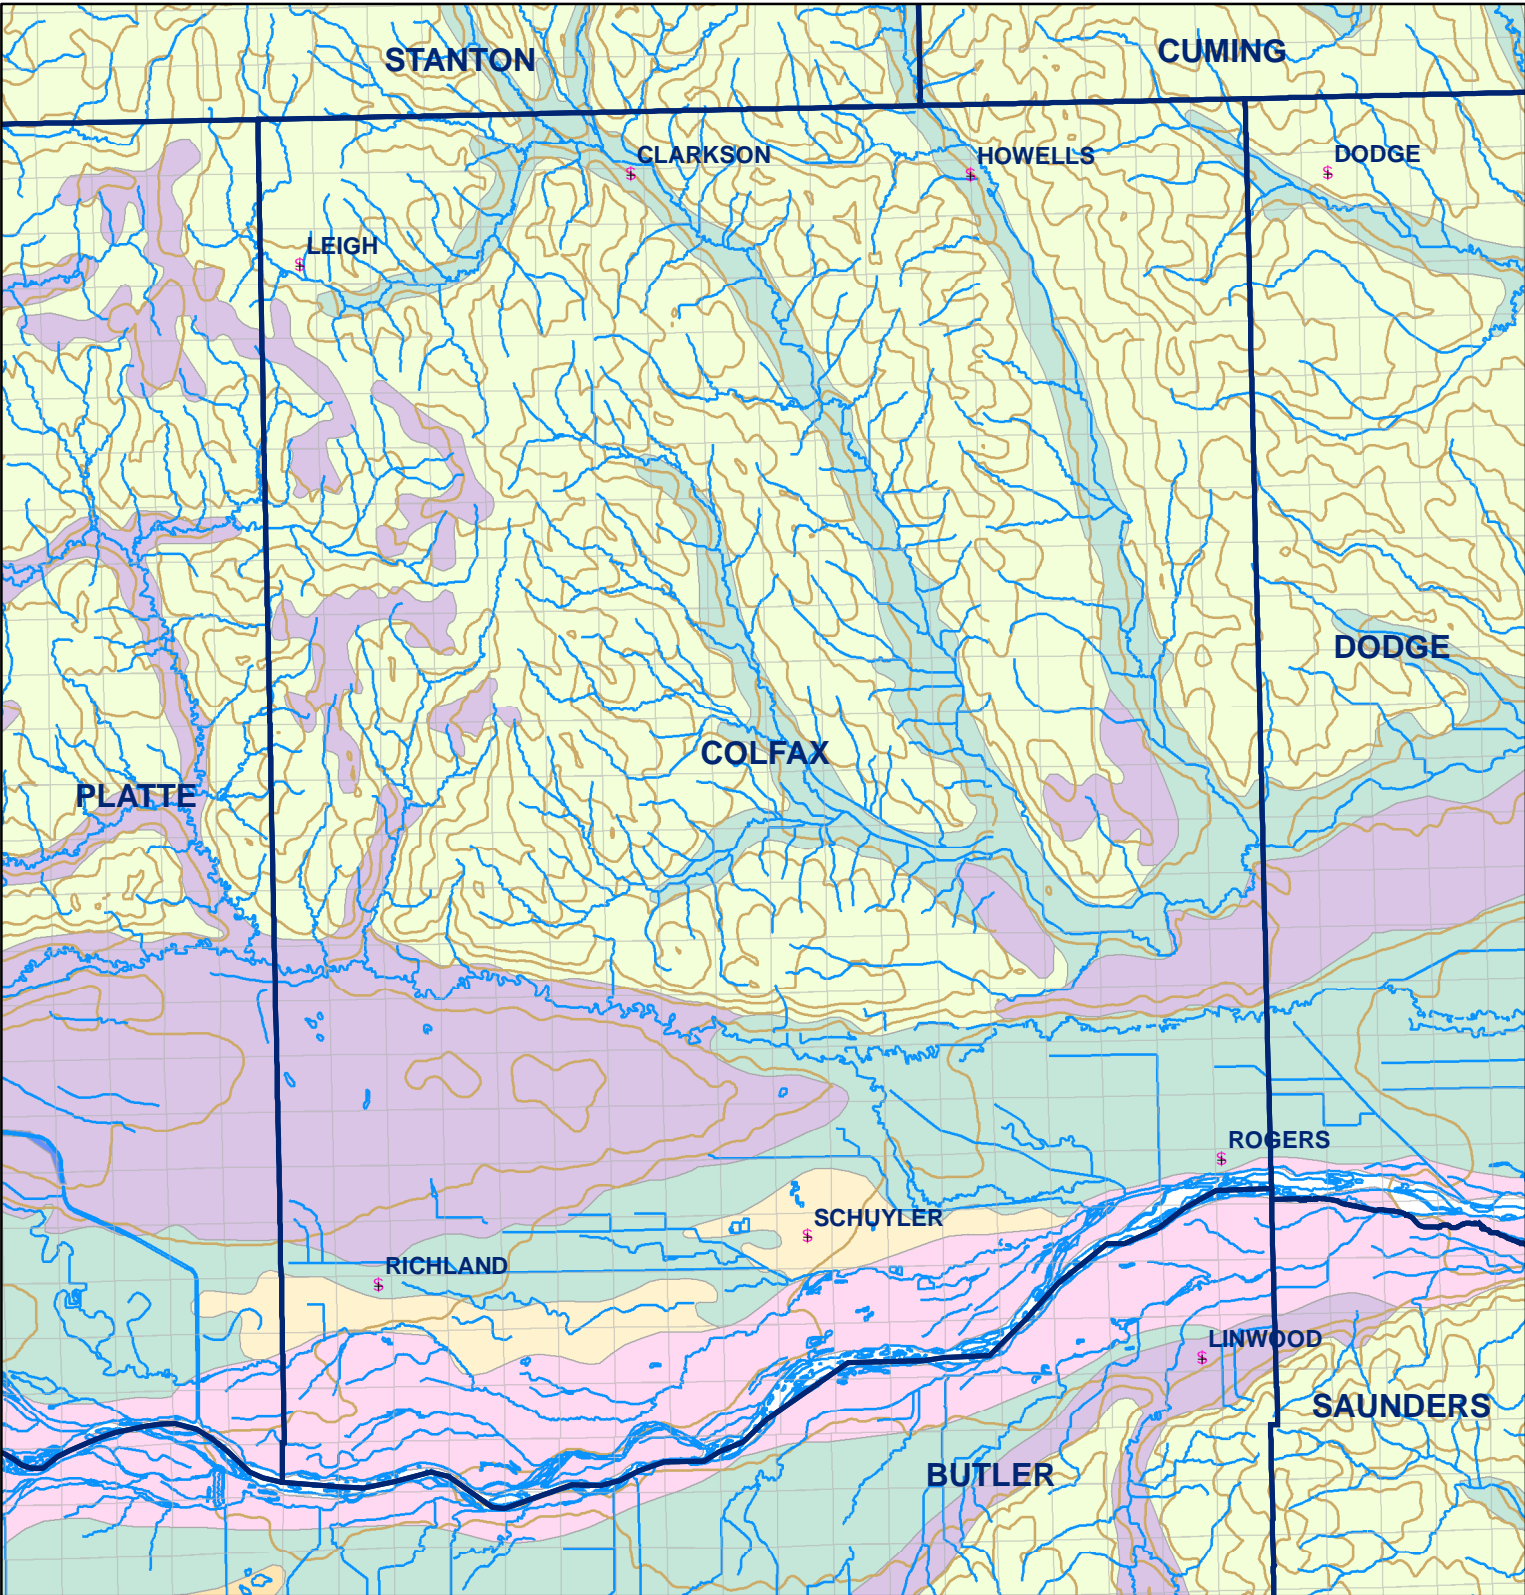 STANTON
CUMING
CLARKSON
HOWELLS
DODGE
LEIGH
DODGE
COLFAX
PLATTE
ROGERS
SCHUYLER
RICHLAND
LINWOOD
SAUNDERS
BUTLER